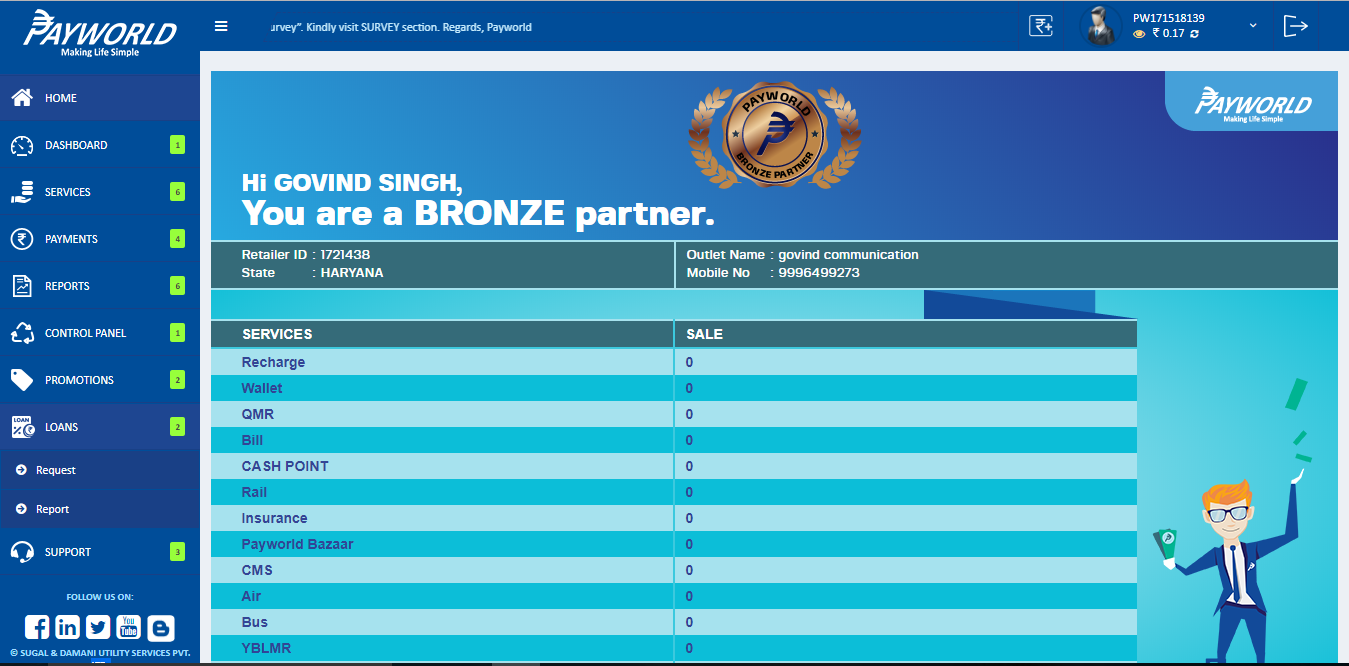 PAYWORLD
Making Life Simple
urvey". Kindly visit SURVEY section. Regards, Payworld
PW171518139
₹ 0.17
HOME
DASHBOARD 1
SERVICES 6
PAYMENTS 4
REPORTS 6
CONTROL PANEL 1
PROMOTIONS 2
LOAN
LOANS 2
Request
Report
SUPPORT 3
FOLLOW US ON:
You
Tube
© SUGAL & DAMANI UTILITY SERVICES PVT.
PAYWORLD
BRONZE PARTNER
PAYWORLD
Making Life Simple
Hi GOVIND SINGH,
You are a BRONZE partner.
Retailer ID : 1721438
State : HARYANA
Outlet Name : govind communication
Mobile No : 9996499273
SERVICES SALE
Recharge 0
Wallet 0
QMR 0
Bill 0
CASH POINT 0
Rail 0
Insurance 0
Payworld Bazaar 0
CMS 0
Air 0
Bus 0
YBLMR 0